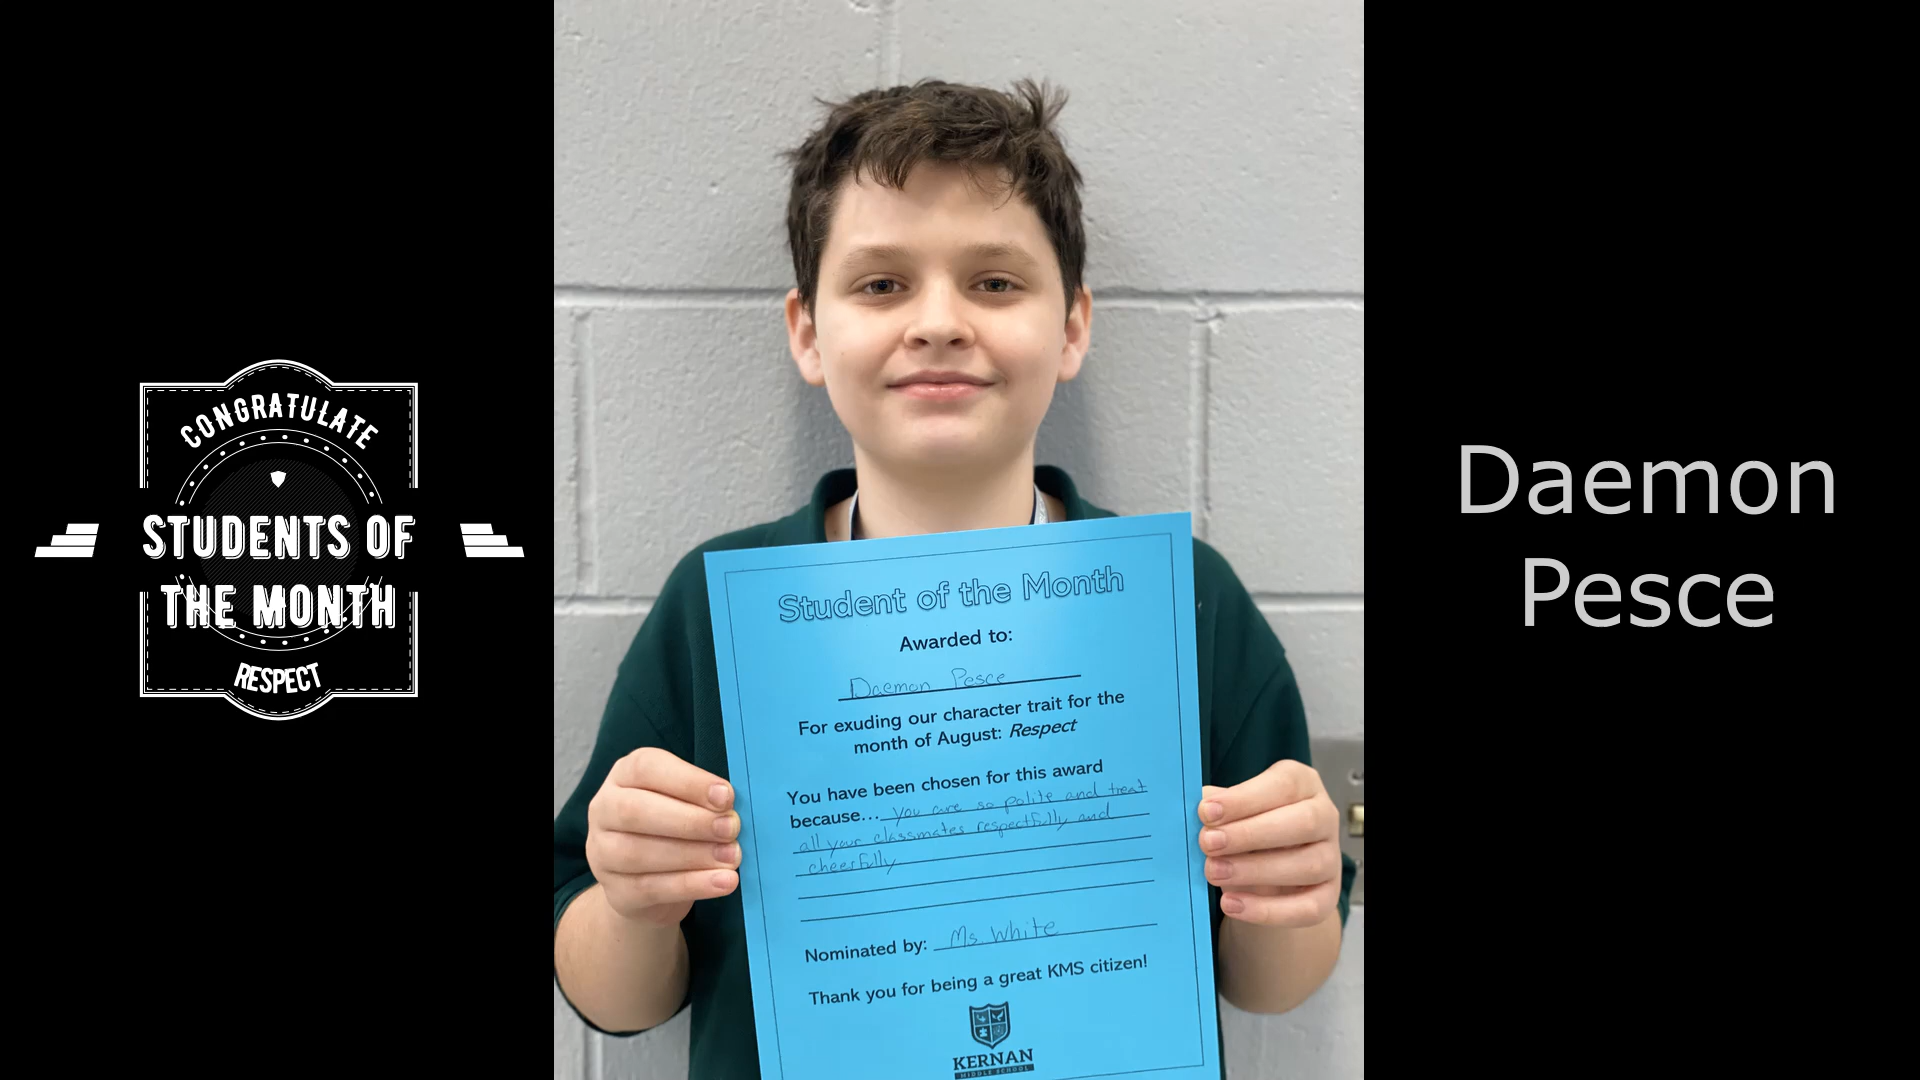 CONGRATULATE
STUDENTS OF
THE MONTH
RESPECT
Student of the Month
Awarded to:
Daemon Pesce
For exuding our character trait for the
month of August: Respect
You have been chosen for this award
because... you are so polite and treat
all your classmates respectfully and
cheerfully
Nominated by: Ms. White
Thank you for being a great KMS citizen!
KERNAN
MIDDLE SCHOOL
Daemon
Pesce